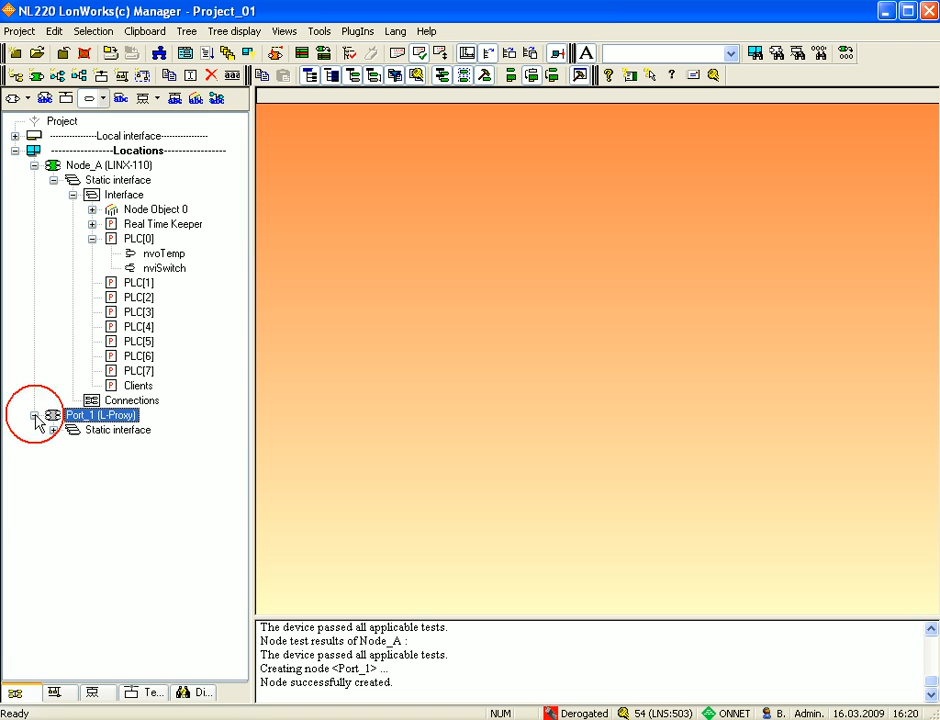 NL220 LonWorks(c) Manager - Project_01
Project Edit Selection Clipboard Tree Tree display Views Tools PlugIns Lang Help
Project
----------------Local interface----------------
------------------Locations------------------
Node_A (LINX-110)
Static interface
Interface
Node Object 0
Real Time Keeper
PLC[0]
nvoTemp
nviSwitch
PLC[1]
PLC[2]
PLC[3]
PLC[4]
PLC[5]
PLC[6]
PLC[7]
Clients
Connections
Port_1 (L-Proxy)
Static interface
The device passed all applicable tests.
Node test results of Node_A :
The device passed all applicable tests.
Creating node <Port_1> ...
Node successfully created.
Te... Di...
Ready NUM Derogated 54 (LNS:503) ONNET B. Admin. 16.03.2009 16:20